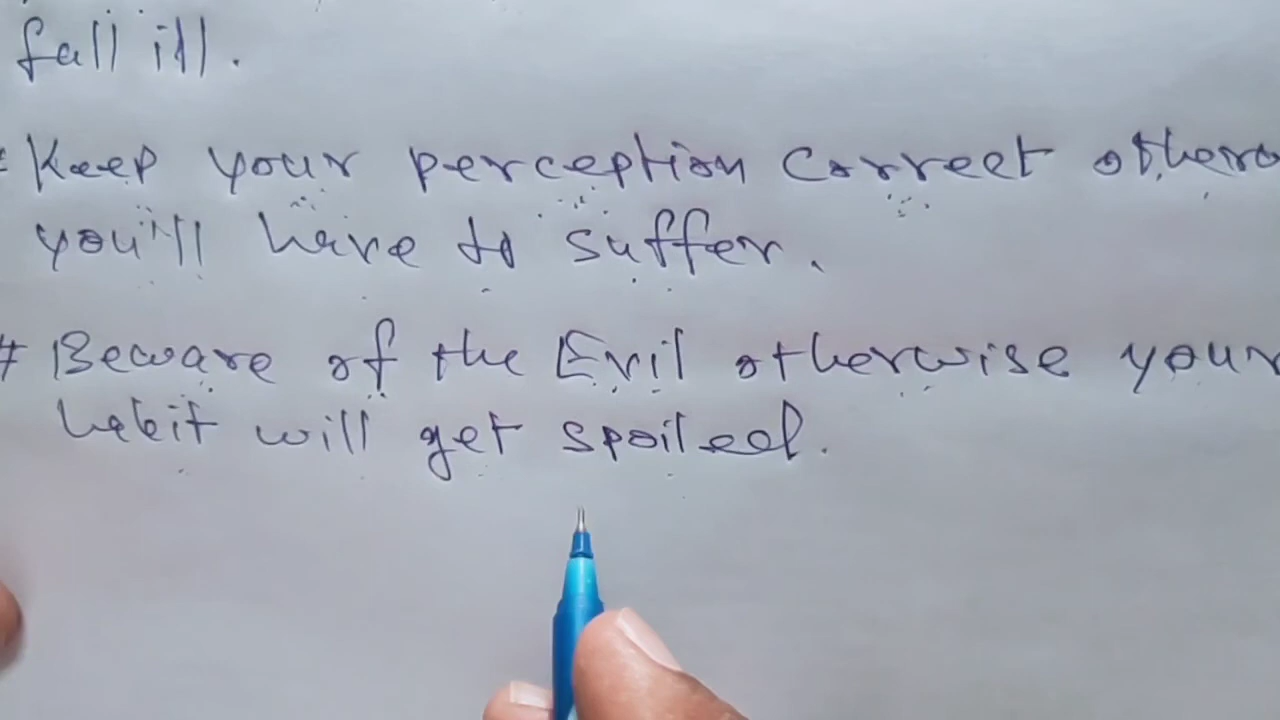 fall ill.
# Keep your perception Correct others
you'll have to suffer.
# Beware of the Evil otherwise your
habit will get spoiled.